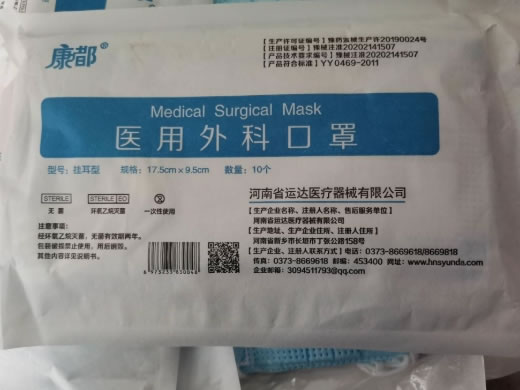 康都®
【生产许可证编号】豫药监械生产许20190024号
【注册证编号】豫械注准20202141507
【产品技术要求编号】豫械注准20202141507
【产品符合标准】YY0469-2011
Medical Surgical Mask
医用外科口罩
型号：挂耳型 规格：17.5cm×9.5cm 数量：10个
STERILE STERILE EO
无菌 环氧乙烷灭菌 一次性使用
注意事项：
经环氧乙烷灭菌，无菌有效期两年。
包装破损禁止使用，用后销毁。
其他内容详见说明书。
河南省运达医疗器械有限公司
【生产企业名称、注册人名称、售后服务单位】
河南省运达医疗器械有限公司
【生产地址、生产企业住所、注册人住所】
河南省新乡市长垣市丁张公路158号
【生产企业、注册人联系方式】电话：0373-8669618/8669818
传真：0373-8669618 邮编：453400 网址：www.hnsyunda.com
企业邮箱：3094511793@qq.com